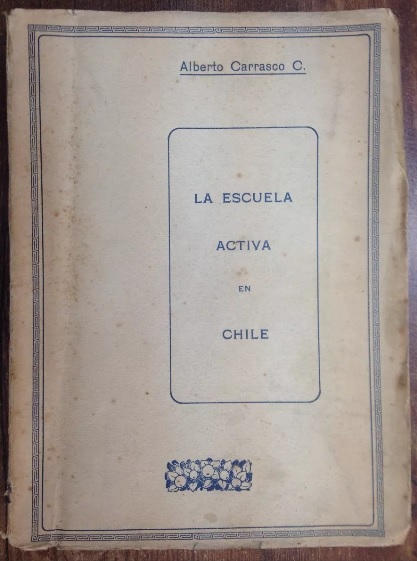 Alberto Carrasco C.
LA ESCUELA
ACTIVA
EN
CHILE